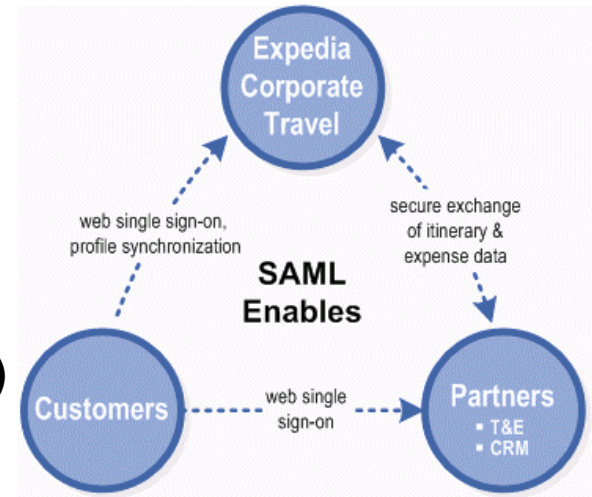 Expedia
Corporate
Travel
web single sign-on,
profile synchronization
secure exchange
of itinerary &
expense data
SAML
Enables
)
Customers
web single
sign-on
Partners
▪ T&E
▪ CRM